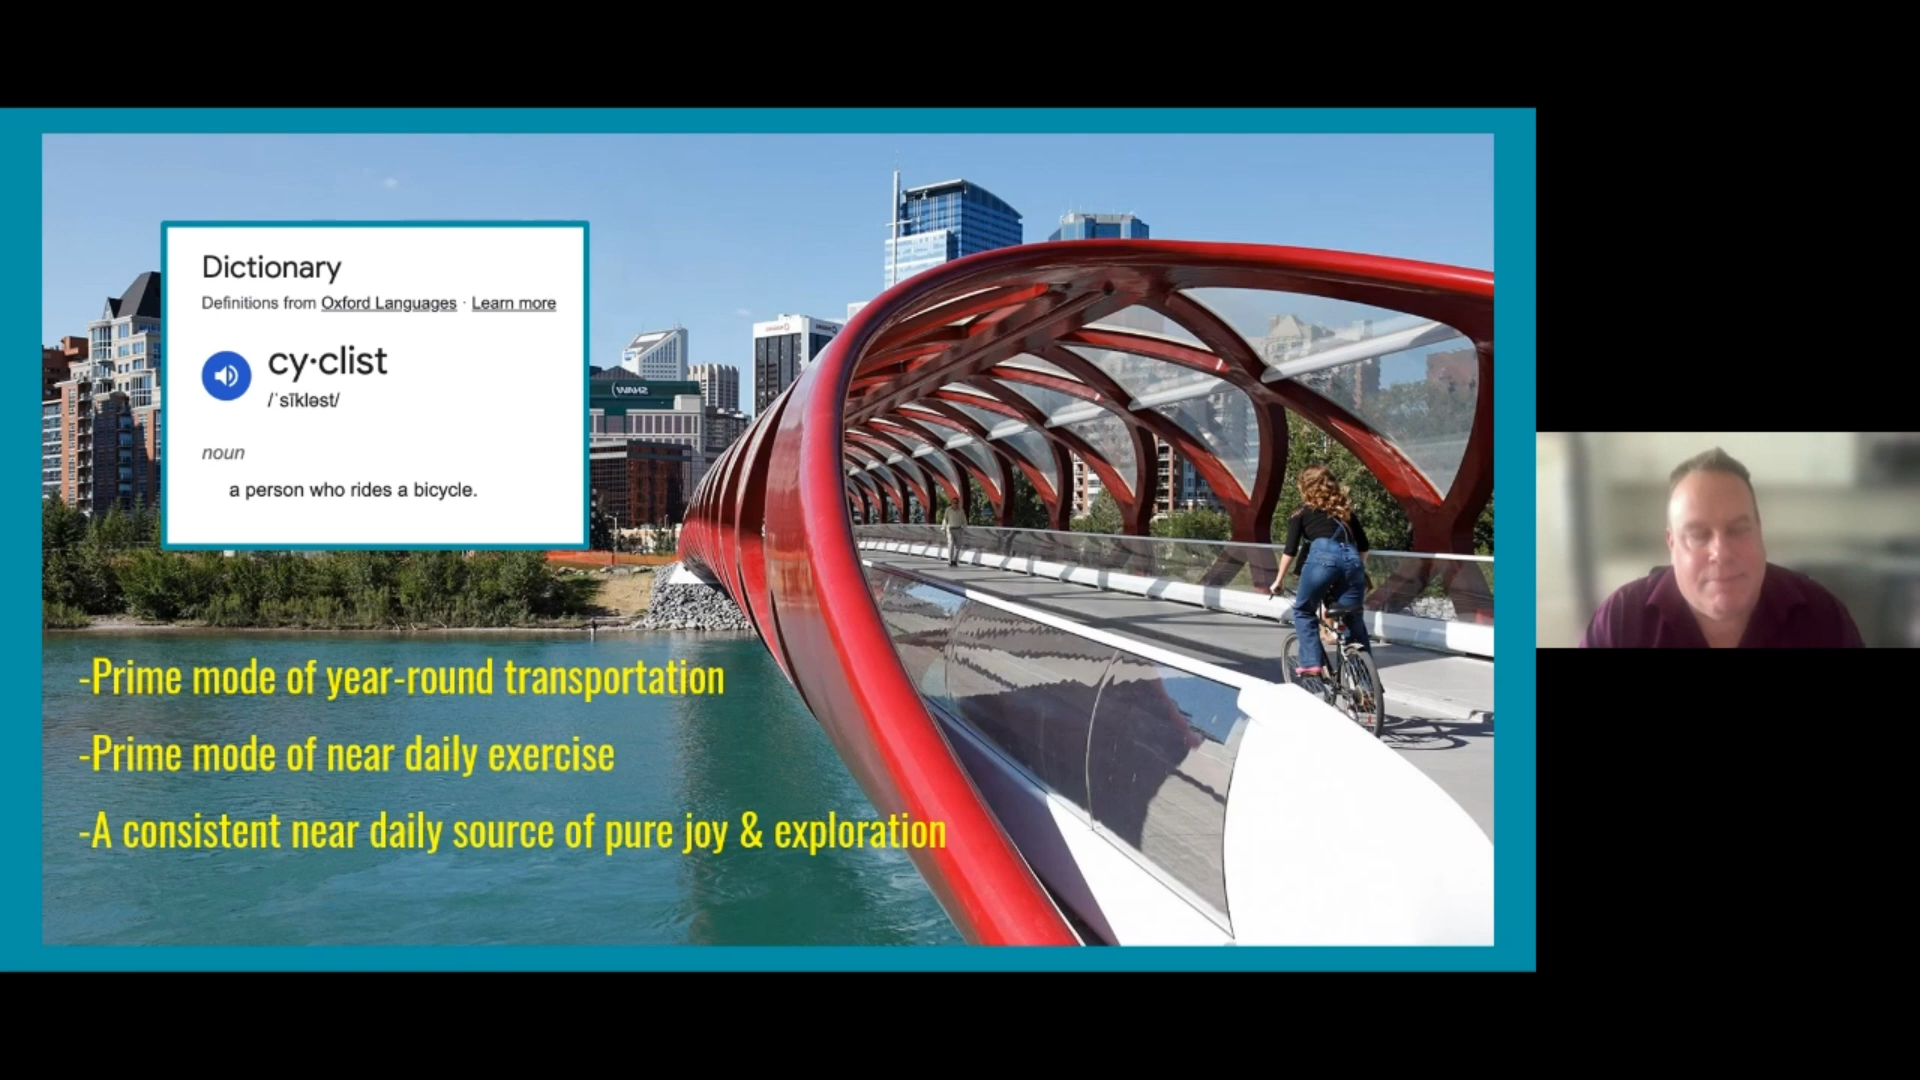 Dictionary
Definitions from Oxford Languages · Learn more
cy·clist
/ˈsīkləst/
noun
a person who rides a bicycle.
-Prime mode of year-round transportation
-Prime mode of near daily exercise
-A consistent near daily source of pure joy & exploration